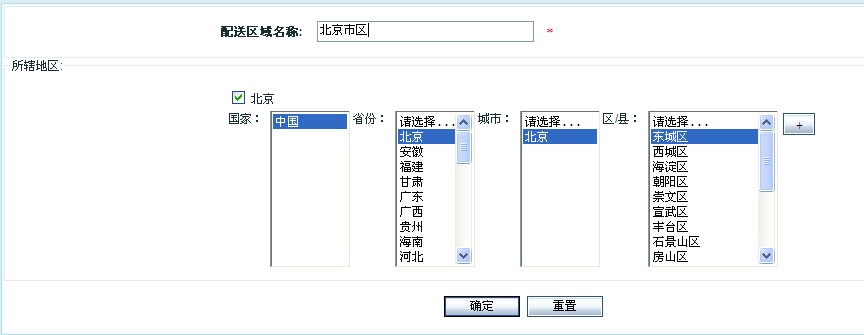 配送区域名称: 北京市区 *
所辖地区:
北京
国家： 中国 省份： 请选择... 城市： 请选择... 区/县： 请选择... +
北京 北京 东城区
安徽 西城区
福建 海淀区
甘肃 朝阳区
广东 崇文区
广西 宣武区
贵州 丰台区
海南 石景山区
河北 房山区
确定 重置